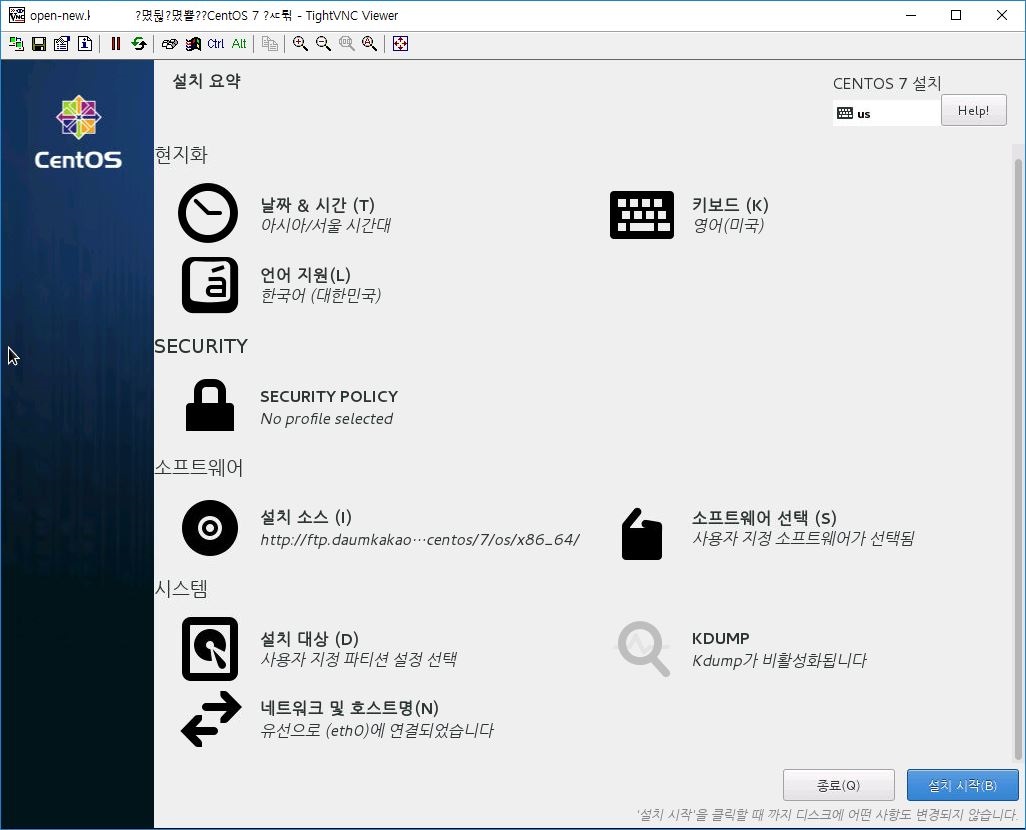 open-new.k ?몄뒳?몄뾽??CentOS 7 ?ㅼ튂 - TightVNC Viewer
Ctrl Alt
설치 요약
CENTOS 7 설치
us
Help!
CentOS
현지화
날짜 & 시간 (T)
아시아/서울 시간대
키보드 (K)
영어(미국)
언어 지원(L)
한국어 (대한민국)
SECURITY
SECURITY POLICY
No profile selected
소프트웨어
설치 소스 (I)
http://ftp.daumkakao…centos/7/os/x86_64/
소프트웨어 선택 (S)
사용자 지정 소프트웨어가 선택됨
시스템
설치 대상 (D)
사용자 지정 파티션 설정 선택
KDUMP
Kdump가 비활성화됩니다
네트워크 및 호스트명(N)
유선으로 (eth0)에 연결되었습니다
종료(Q)
설치 시작(B)
'설치 시작'을 클릭할 때 까지 디스크에 어떤 사항도 변경되지 않습니다.